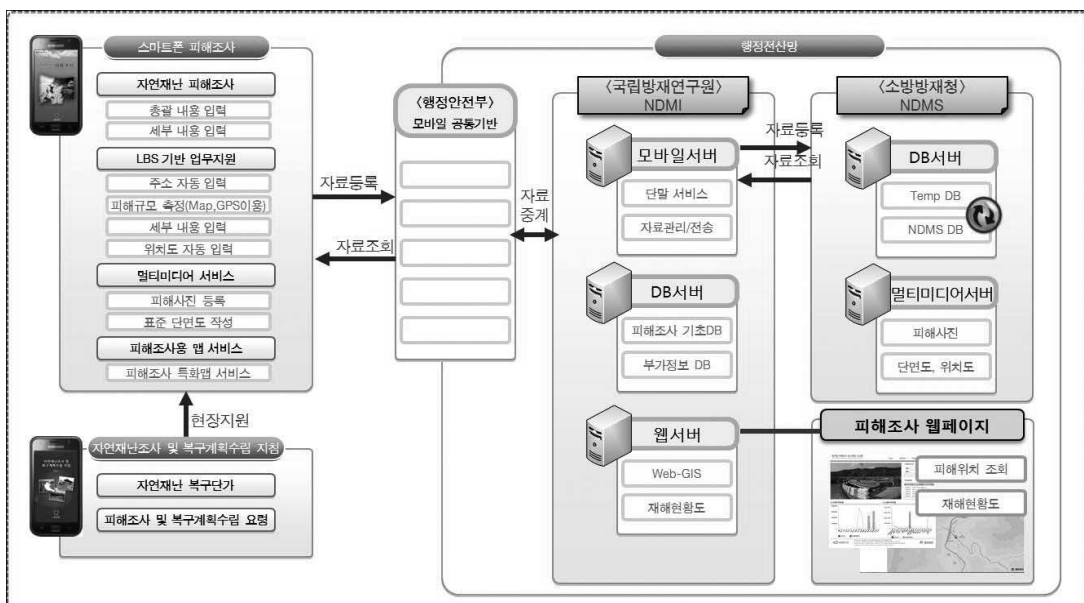 스마트폰 피해조사
자연재난 피해조사
총괄 내용 입력
세부 내용 입력
LBS 기반 업무지원
주소 자동 입력
피해규모 측정(Map,GPS이용)
세부 내용 입력
위치도 자동 입력
멀티미디어 서비스
피해사진 등록
표준 단면도 작성
피해조사용 맵 서비스
피해조사 특화맵 서비스
현장지원
자연재난조사 및 복구계획수립 지침
자연재난 복구단가
피해조사 및 복구계획수립 요령
자료등록
자료조회
〈행정안전부〉
모바일 공통기반
자료
중계
행정전산망
〈국립방재연구원〉
NDMI
모바일서버
단말 서비스
자료관리/전송
DB서버
피해조사 기초DB
부가정보 DB
웹서버
Web-GIS
재해현황도
자료등록
자료조회
〈소방방재청〉
NDMS
DB서버
Temp DB
NDMS DB
멀티미디어서버
피해사진
단면도, 위치도
피해조사 웹페이지
피해위치 조회
재해현황도